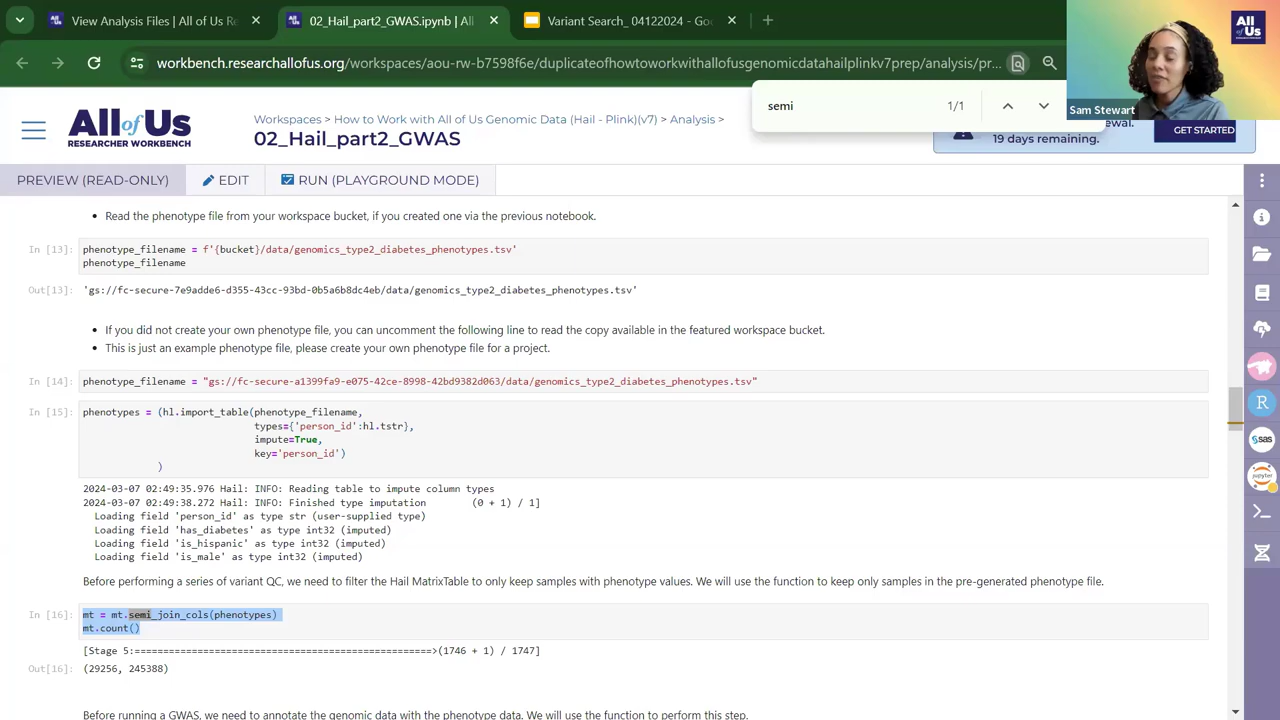 View Analysis Files | All of Us Re
02_Hail_part2_GWAS.ipynb | All
Variant Search_ 04122024 - Goo
workbench.researchallofus.org/workspaces/aou-rw-b7598f6e/duplicateofhowtoworkwithallofusgenomicdatahailplinkv7prep/analysis/pr...
semi 1/1
Sam Stewart
All of Us
All of Us
RESEARCHER WORKBENCH
Workspaces > How to Work with All of Us Genomic Data (Hail - Plink)(v7) > Analysis >
02_Hail_part2_GWAS
19 days remaining.
GET STARTED
PREVIEW (READ-ONLY) EDIT RUN (PLAYGROUND MODE)
• Read the phenotype file from your workspace bucket, if you created one via the previous notebook.
In [13]: phenotype_filename = f'{bucket}/data/genomics_type2_diabetes_phenotypes.tsv'
phenotype_filename
Out[13]: 'gs://fc-secure-7e9adde6-d355-43cc-93bd-0b5a6b8dc4eb/data/genomics_type2_diabetes_phenotypes.tsv'
• If you did not create your own phenotype file, you can uncomment the following line to read the copy available in the featured workspace bucket.
• This is just an example phenotype file, please create your own phenotype file for a project.
In [14]: phenotype_filename = "gs://fc-secure-a1399fa9-e075-42ce-8998-42bd9382d063/data/genomics_type2_diabetes_phenotypes.tsv"
In [15]: phenotypes = (hl.import_table(phenotype_filename,
types={'person_id':hl.tstr},
impute=True,
key='person_id')
)
2024-03-07 02:49:35.976 Hail: INFO: Reading table to impute column types
2024-03-07 02:49:38.272 Hail: INFO: Finished type imputation (0 + 1) / 1]
Loading field 'person_id' as type str (user-supplied type)
Loading field 'has_diabetes' as type int32 (imputed)
Loading field 'is_hispanic' as type int32 (imputed)
Loading field 'is_male' as type int32 (imputed)
Before performing a series of variant QC, we need to filter the Hail MatrixTable to only keep samples with phenotype values. We will use the function to keep only samples in the pre-generated phenotype file.
In [16]: mt = mt.semi_join_cols(phenotypes)
mt.count()
[Stage 5:====================================================>(1746 + 1) / 1747]
Out[16]: (29256, 245388)
Before running a GWAS, we need to annotate the genomic data with the phenotype data. We will use the function to perform this step.
R
sas
jupyter